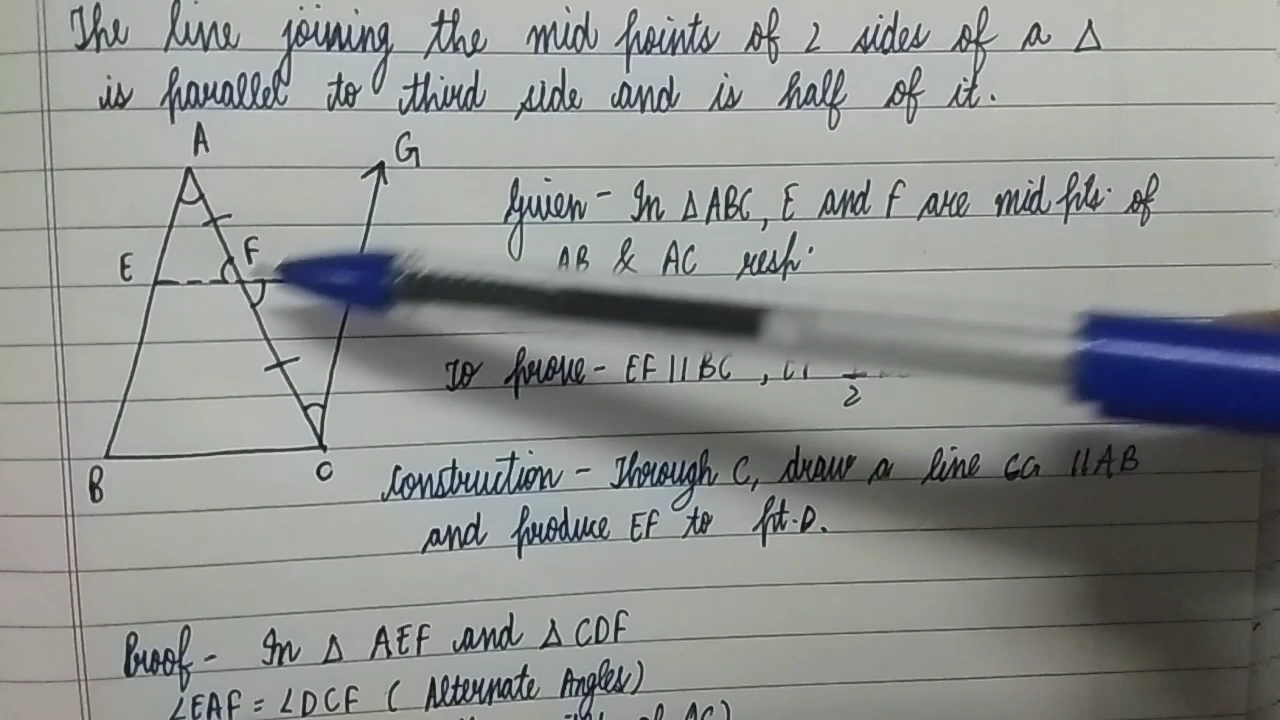 The line joining the mid points of 2 sides of a Δ
is parallel to third side and is half of it.
A
G
E
F
B
C
Given - In ΔABC, E and F are mid pts. of
AB & AC resp.
To prove - EF || BC ,
2
Construction - Through C, draw a line CG || AB
and produce EF to pt. D.
Proof - In Δ AEF and Δ CDF
∠EAF = ∠DCF ( Alternate Angles)
of AC)